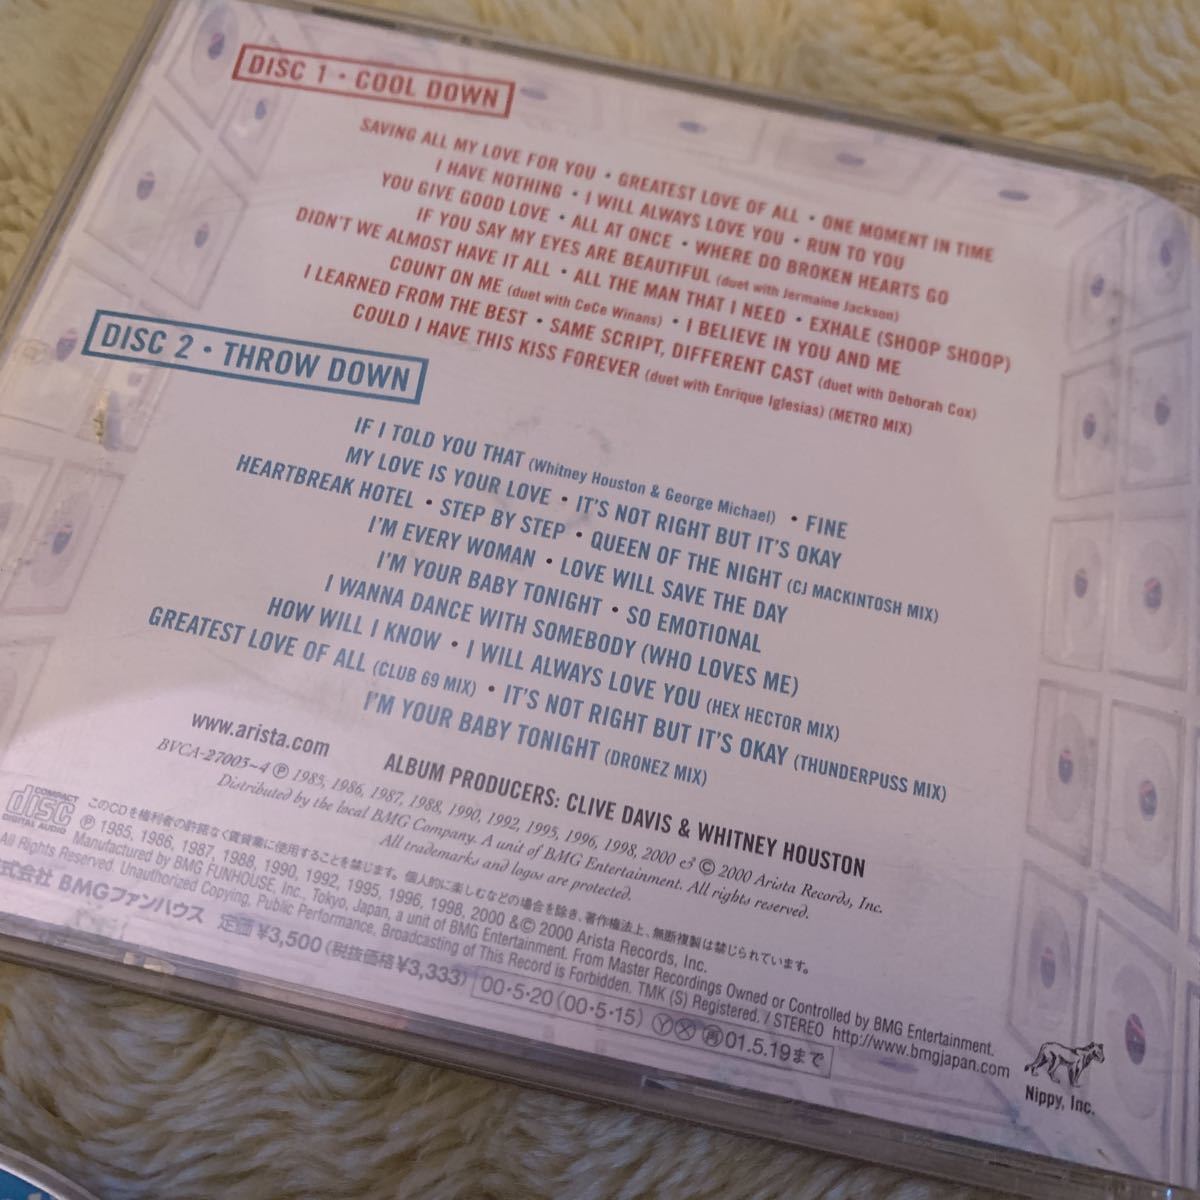 DISC 1 • COOL DOWN
SAVING ALL MY LOVE FOR YOU • GREATEST LOVE OF ALL • ONE MOMENT IN TIME
I HAVE NOTHING • I WILL ALWAYS LOVE YOU • RUN TO YOU
YOU GIVE GOOD LOVE • ALL AT ONCE • WHERE DO BROKEN HEARTS GO
IF YOU SAY MY EYES ARE BEAUTIFUL (duet with Jermaine Jackson)
DIDN'T WE ALMOST HAVE IT ALL • ALL THE MAN THAT I NEED • EXHALE (SHOOP SHOOP)
COUNT ON ME (duet with CeCe Winans) • I BELIEVE IN YOU AND ME
I LEARNED FROM THE BEST • SAME SCRIPT, DIFFERENT CAST (duet with Deborah Cox)
COULD I HAVE THIS KISS FOREVER (duet with Enrique Iglesias) (METRO MIX)
DISC 2 • THROW DOWN
IF I TOLD YOU THAT (Whitney Houston & George Michael) • FINE
MY LOVE IS YOUR LOVE • IT'S NOT RIGHT BUT IT'S OKAY
HEARTBREAK HOTEL • STEP BY STEP • QUEEN OF THE NIGHT (CJ MACKINTOSH MIX)
I'M EVERY WOMAN • LOVE WILL SAVE THE DAY
I'M YOUR BABY TONIGHT • SO EMOTIONAL
I WANNA DANCE WITH SOMEBODY (WHO LOVES ME)
HOW WILL I KNOW • I WILL ALWAYS LOVE YOU (HEX HECTOR MIX)
GREATEST LOVE OF ALL (CLUB 69 MIX) • IT'S NOT RIGHT BUT IT'S OKAY (THUNDERPUSS MIX)
I'M YOUR BABY TONIGHT (DRONEZ MIX)
www.arista.com
ALBUM PRODUCERS: CLIVE DAVIS & WHITNEY HOUSTON
BVCA-27003~4 ℗ 1985, 1986, 1987, 1988, 1990, 1992, 1995, 1996, 1998, 2000 & © 2000 Arista Records, Inc.
Distributed by the local BMG Company. A unit of BMG Entertainment. All rights reserved.
All trademarks and logos are protected.
COMPACT disc DIGITAL AUDIO
このCDを権利者の許諾なく賃貸業に使用することを禁じます。個人的に楽しむなどの場合を除き、著作権法上、無断複製は禁じられています。
℗ 1985, 1986, 1987, 1988, 1990, 1992, 1995, 1996, 1998, 2000 &© 2000 Arista Records, Inc.
Manufactured by BMG FUNHOUSE, Inc., Tokyo, Japan, a unit of BMG Entertainment. From Master Recordings Owned or Controlled by BMG Entertainment.
All Rights Reserved. Unauthorized Copying, Public Performance, Broadcasting of This Record is Forbidden. TMK (S) Registered. / STEREO http://www.bmgjapan.com
式会社 BMGファンハウス 定価 ¥3,500 (税抜価格¥3,333) 00・5・20 (00・5・15) Ⓨ Ⓧ ㊢01.5.19まで
Nippy, Inc.